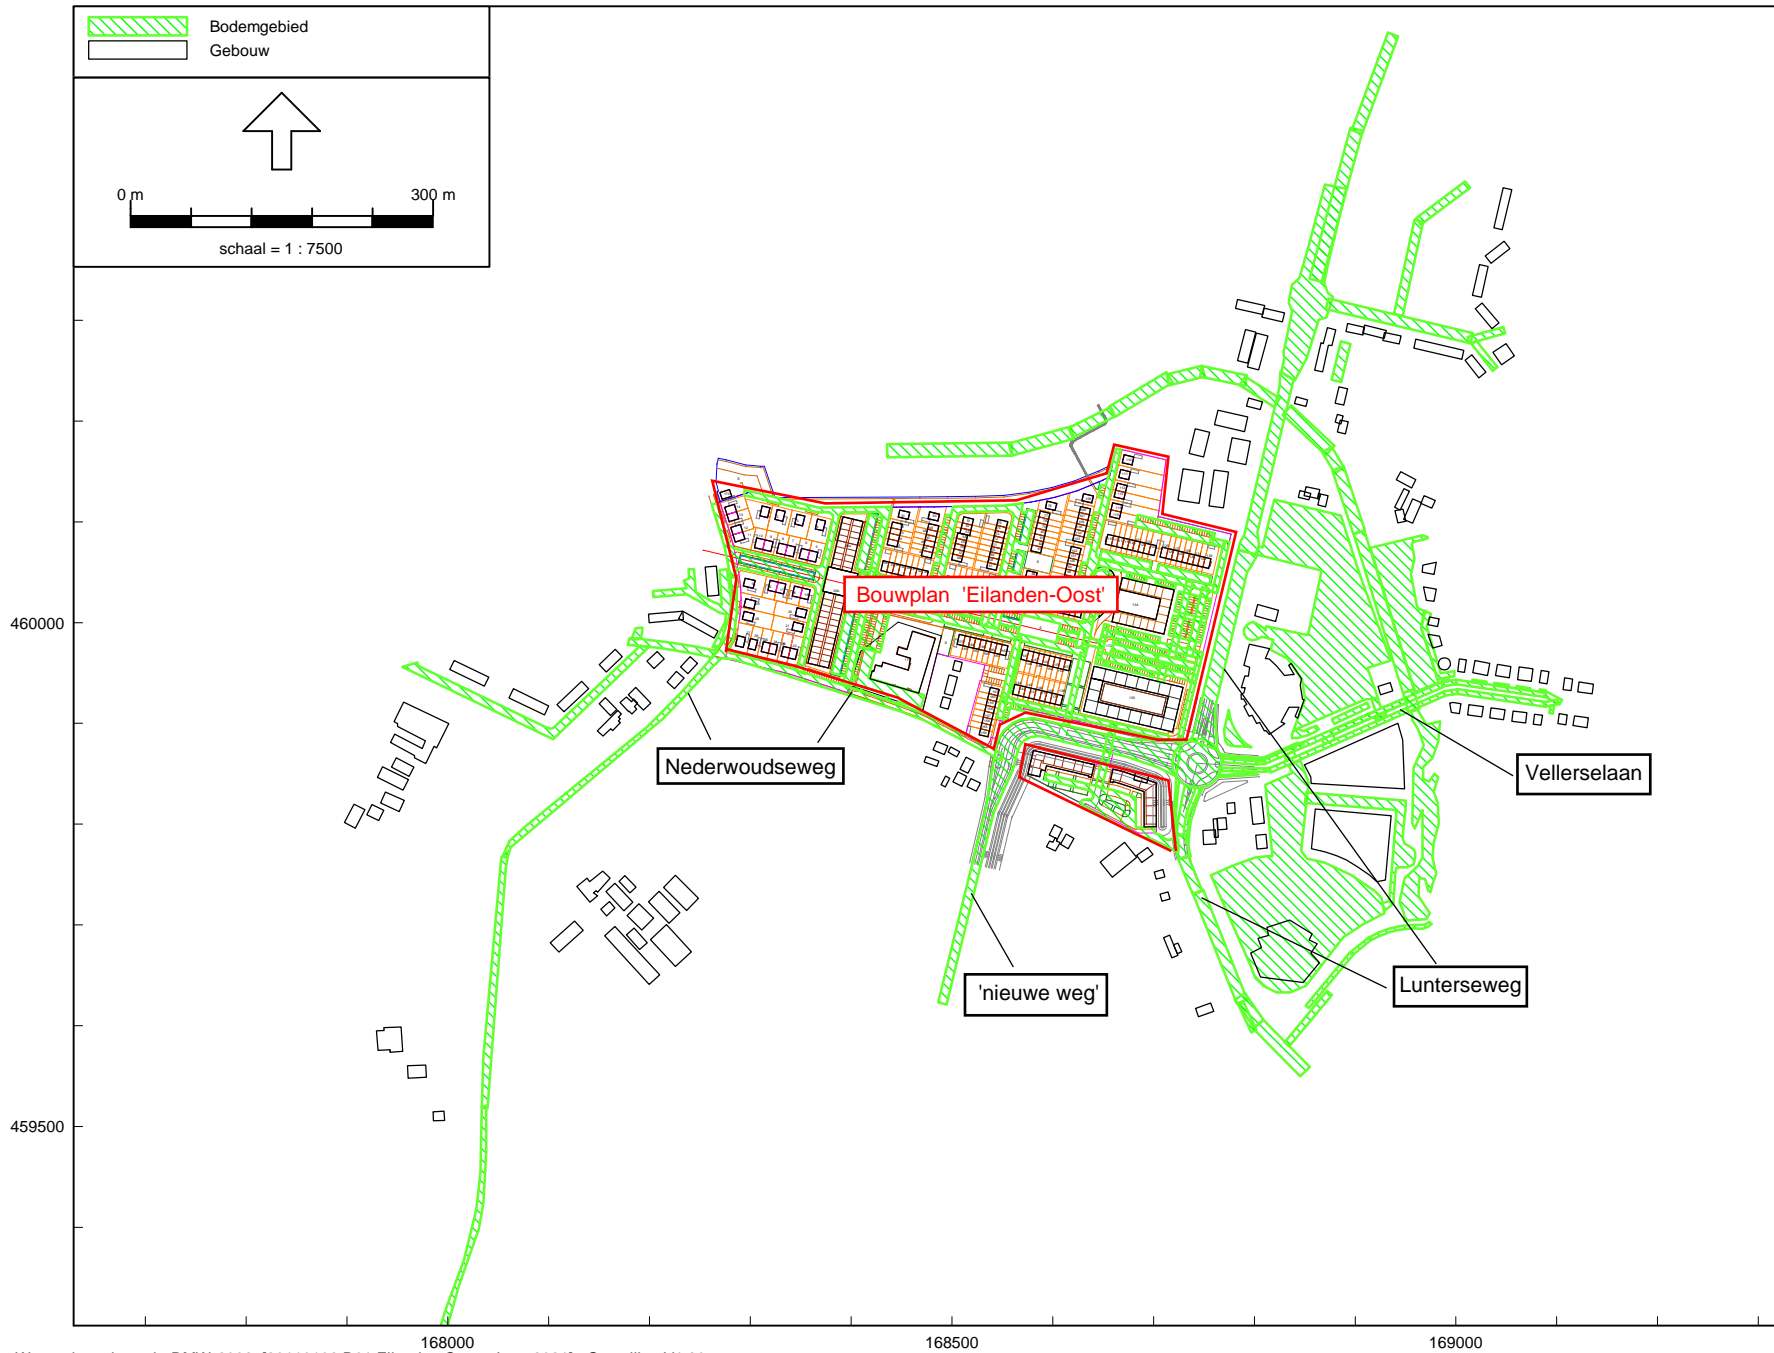 Bodemgebied
Gebouw
0 m 300 m
schaal = 1 : 7500
Bouwplan 'Eilanden-Oost'
460000
Nederwoudseweg
Vellerselaan
'nieuwe weg'
Lunterseweg
459500
168000 168500 169000